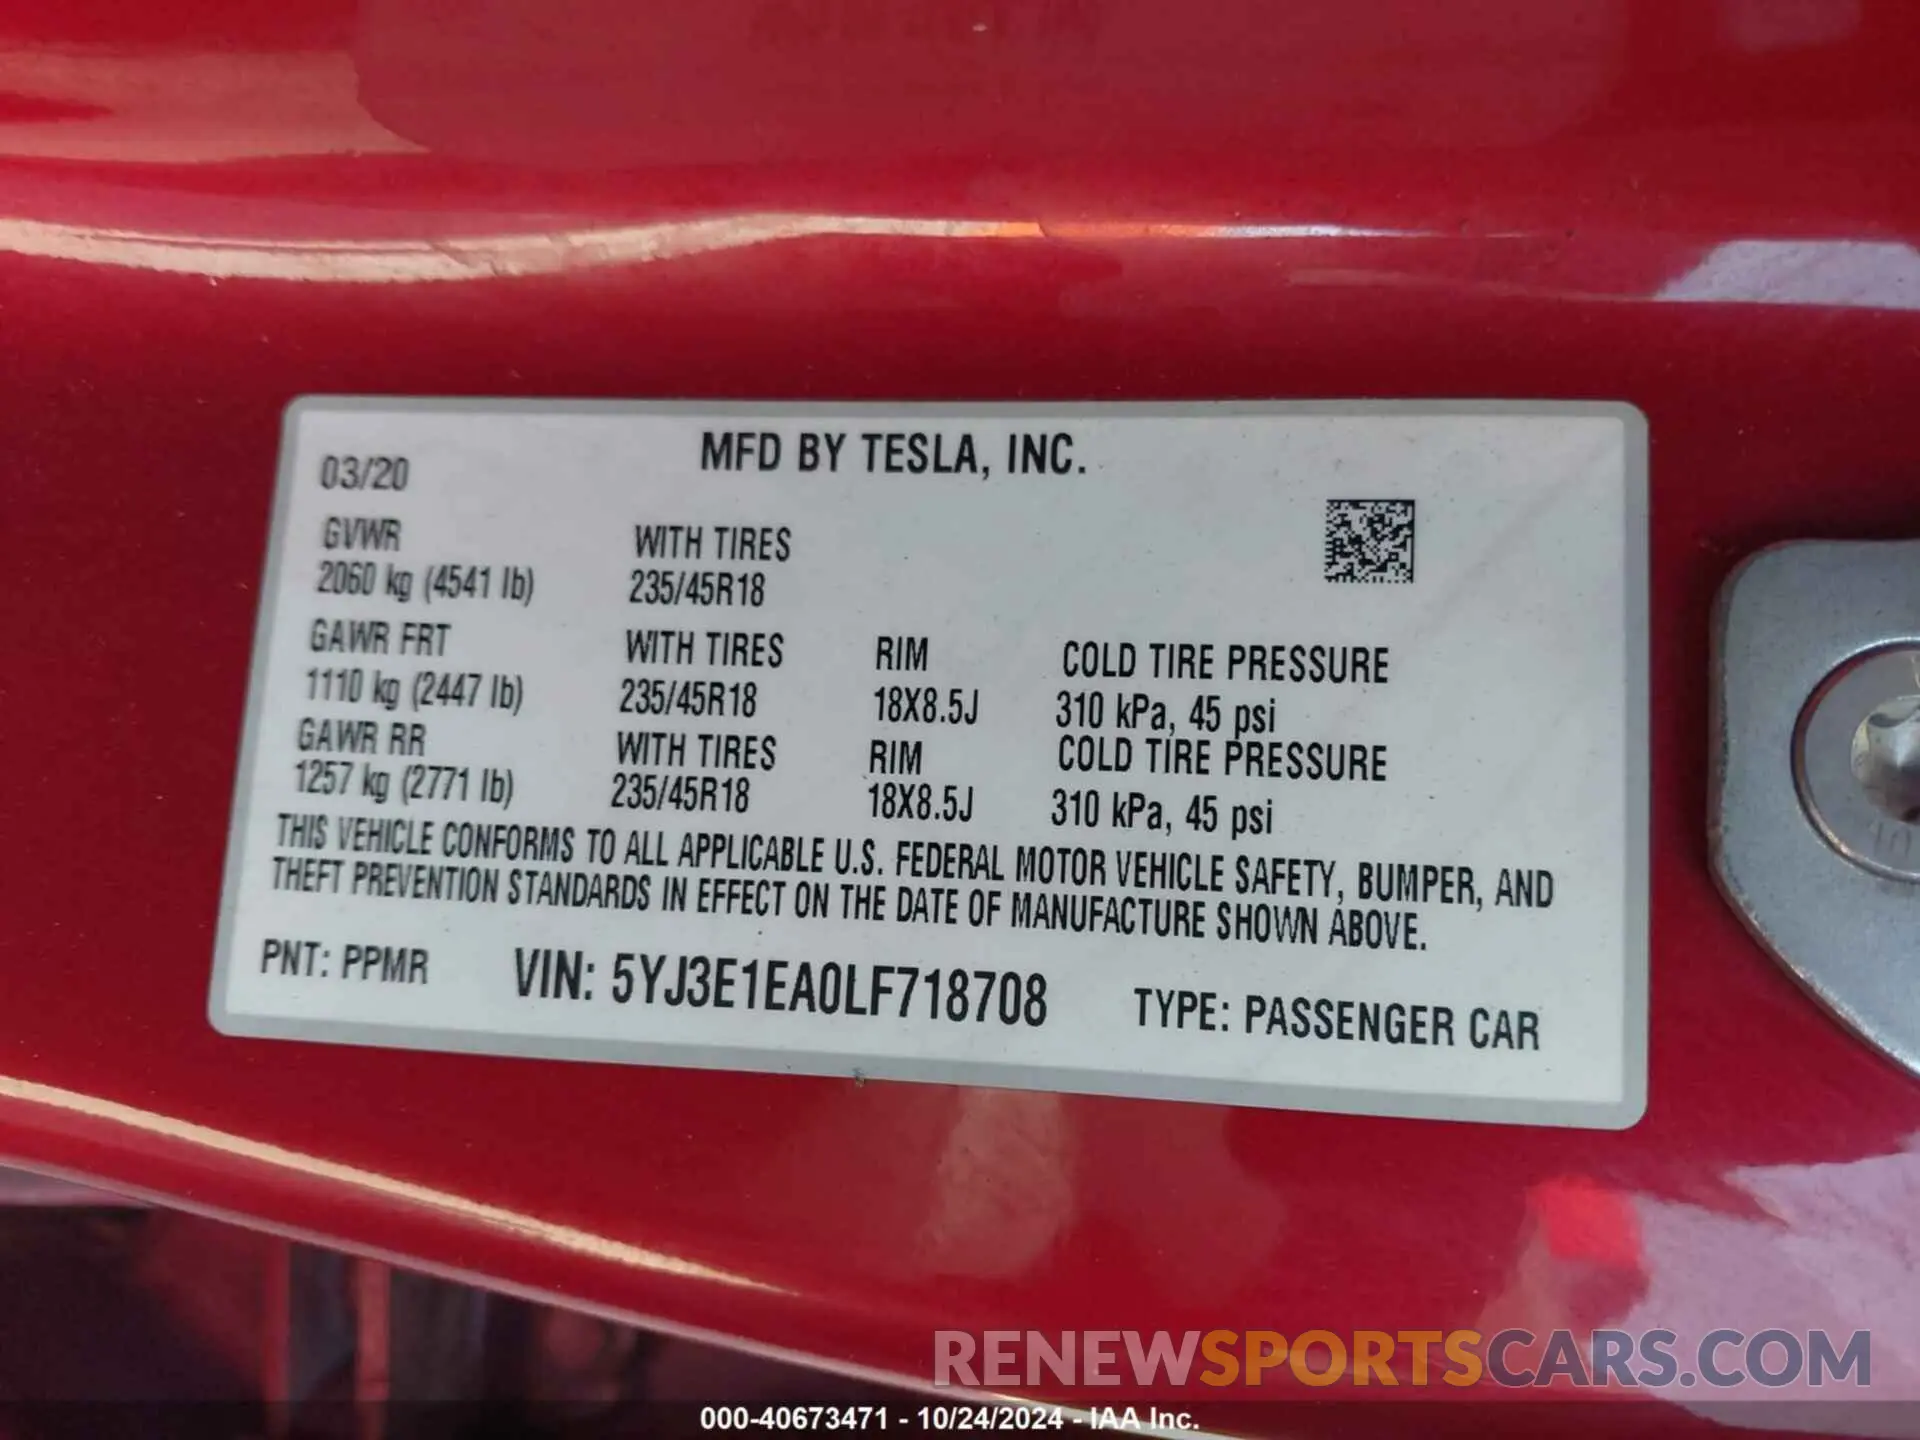 03/20
MFD BY TESLA, INC.
GVWR
2060 kg (4541 lb)
WITH TIRES
235/45R18
GAWR FRT
1110 kg (2447 lb)
WITH TIRES
235/45R18
RIM
18X8.5J
COLD TIRE PRESSURE
310 kPa, 45 psi
GAWR RR
1257 kg (2771 lb)
WITH TIRES
235/45R18
RIM
18X8.5J
COLD TIRE PRESSURE
310 kPa, 45 psi
THIS VEHICLE CONFORMS TO ALL APPLICABLE U.S. FEDERAL MOTOR VEHICLE SAFETY, BUMPER, AND
THEFT PREVENTION STANDARDS IN EFFECT ON THE DATE OF MANUFACTURE SHOWN ABOVE.
PNT: PPMR
VIN: 5YJ3E1EA0LF718708
TYPE: PASSENGER CAR
RENEWSPORTSCARS.COM
000-40673471 - 10/24/2024 - IAA Inc.